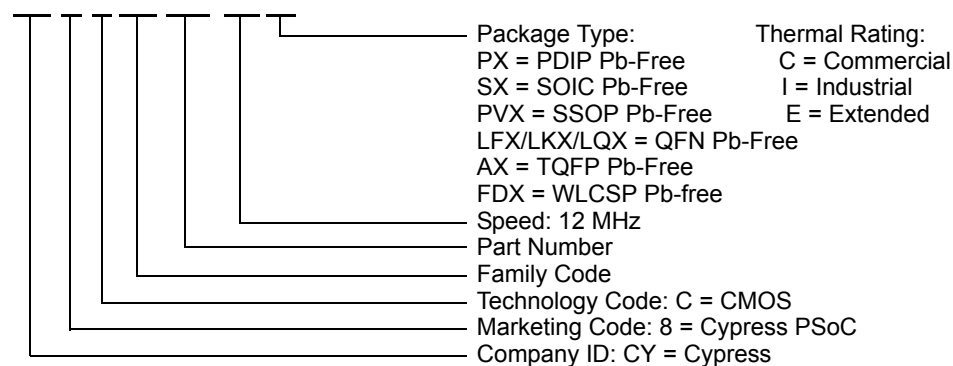 Package Type: Thermal Rating:
PX = PDIP Pb-Free C = Commercial
SX = SOIC Pb-Free I = Industrial
PVX = SSOP Pb-Free E = Extended
LFX/LKX/LQX = QFN Pb-Free
AX = TQFP Pb-Free
FDX = WLCSP Pb-free
Speed: 12 MHz
Part Number
Family Code
Technology Code: C = CMOS
Marketing Code: 8 = Cypress PSoC
Company ID: CY = Cypress